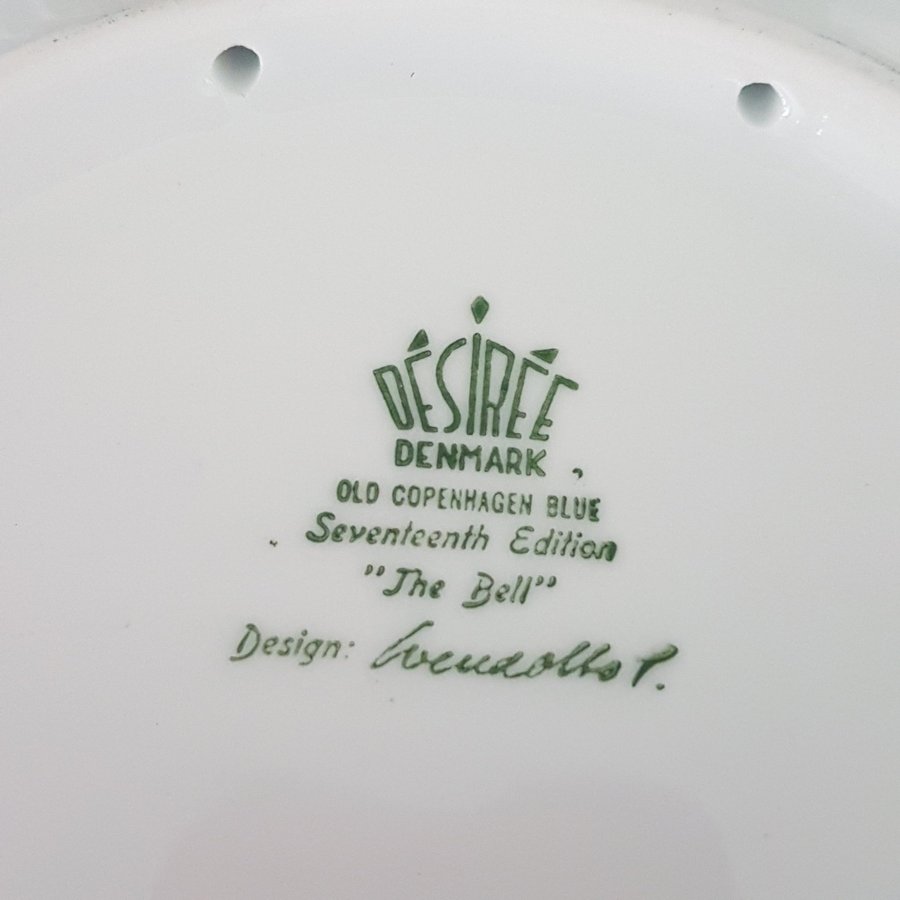 DÉSIRÉE
DENMARK
OLD COPENHAGEN BLUE
Seventeenth Edition
"The Bell"
Design: